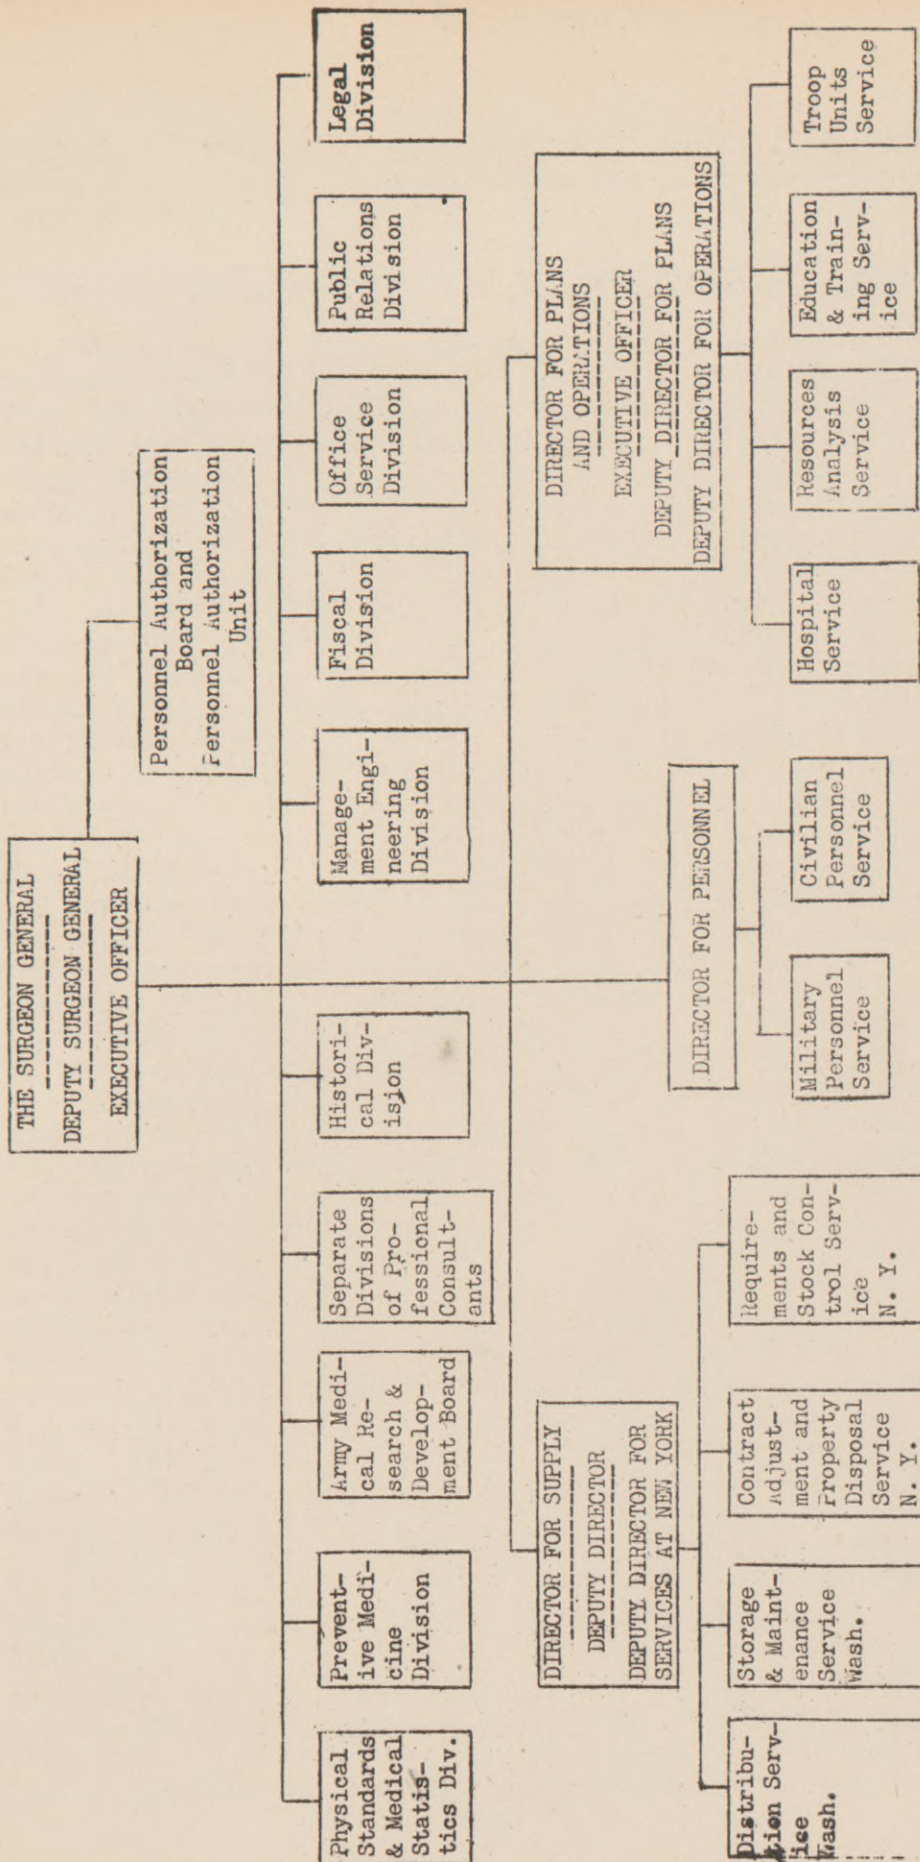 THE SURGEON GENERAL
DEPUTY SURGEON GENERAL
EXECUTIVE OFFICER
Personnel Authorization
Board and
Personnel Authorization
Unit
Physical
Standards
& Medical
Statis-
tics Div.
Prevent-
ive Medi-
cine
Division
Army Medi-
cal Re-
search &
Develop-
ment Board
Separate
Divisions
of Pro-
fessional
Consult-
ants
Histori-
cal Div-
ision
Manage-
ment Engi-
neering
Division
Fiscal
Division
Office
Service
Division
Public
Relations
Division
Legal
Division
DIRECTOR FOR SUPPLY
DEPUTY DIRECTOR
DEPUTY DIRECTOR FOR
SERVICES AT NEW YORK
DIRECTOR FOR PERSONNEL
DIRECTOR FOR PLANS
AND OPERATIONS
EXECUTIVE OFFICER
DEPUTY DIRECTOR FOR PLANS
DEPUTY DIRECTOR FOR OPERATIONS
Distribu-
tion Serv-
ice
Wash.
Storage
& Maint-
enance
Service
Wash.
Contract
Adjust-
ment and
Property
Disposal
Service
N. Y.
Require-
ments and
Stock Con-
trol Serv-
ice
N. Y.
Military
Personnel
Service
Civilian
Personnel
Service
Hospital
Service
Resources
Analysis
Service
Education
& Train-
ing Serv-
ice
Troop
Units
Service